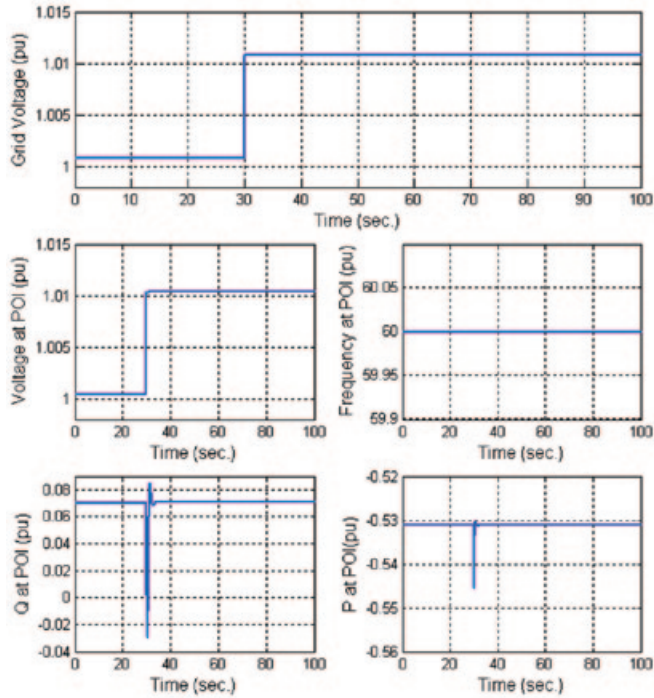 1.015
1.01
1.005
1
Grid Voltage (pu)
0 10 20 30 40 50 60 70 80 90 100
Time (sec.)
1.015
1.01
1.005
1
Voltage at POI (pu)
0 20 40 60 80 100
Time (sec.)
60.05
60
59.95
59.9
Frequency at POI (pu)
0 20 40 60 80 100
Time (sec.)
0.08
0.06
0.04
0.02
0
-0.02
-0.04
Q at POI (pu)
0 20 40 60 80 100
Time (sec.)
-0.52
-0.53
-0.54
-0.55
-0.56
P at POI(pu)
0 20 40 60 80 100
Time (sec.)